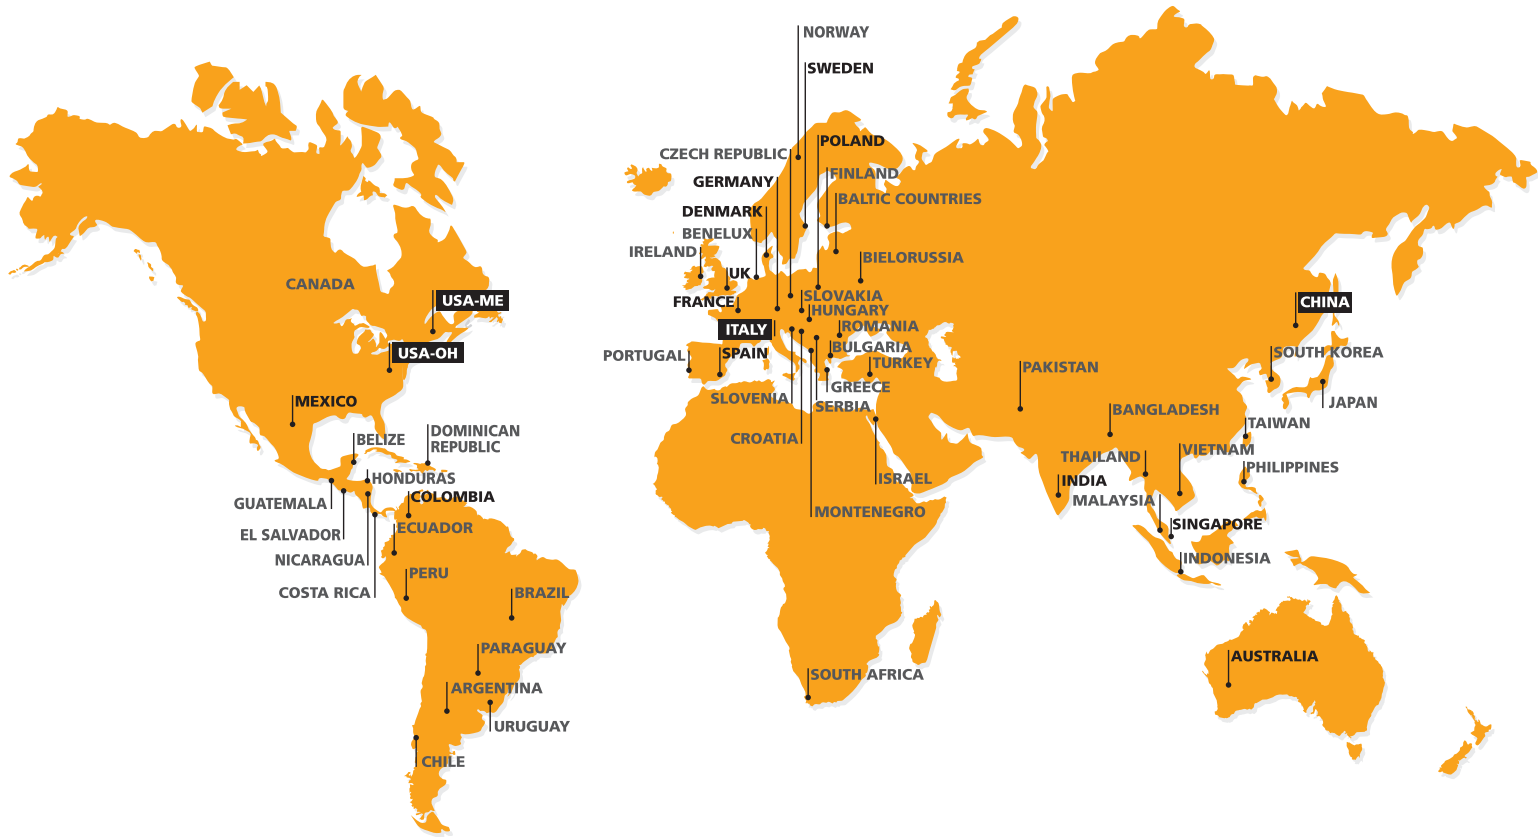 NORWAY
SWEDEN
POLAND
CZECH REPUBLIC
FINLAND
GERMANY
BALTIC COUNTRIES
DENMARK
BENELUX
IRELAND
BIELORUSSIA
UK
CANADA
SLOVAKIA
USA-ME
FRANCE
CHINA
HUNGARY
ROMANIA
ITALY
BULGARIA
USA-OH
PORTUGAL
SPAIN
SOUTH KOREA
TURKEY
PAKISTAN
GREECE
SLOVENIA
MEXICO
JAPAN
SERBIA
BANGLADESH
TAIWAN
DOMINICAN
REPUBLIC
BELIZE
CROATIA
VIETNAM
THAILAND
PHILIPPINES
HONDURAS
ISRAEL
INDIA
COLOMBIA
MALAYSIA
GUATEMALA
MONTENEGRO
SINGAPORE
ECUADOR
EL SALVADOR
NICARAGUA
INDONESIA
PERU
COSTA RICA
BRAZIL
PARAGUAY
AUSTRALIA
SOUTH AFRICA
ARGENTINA
URUGUAY
CHILE